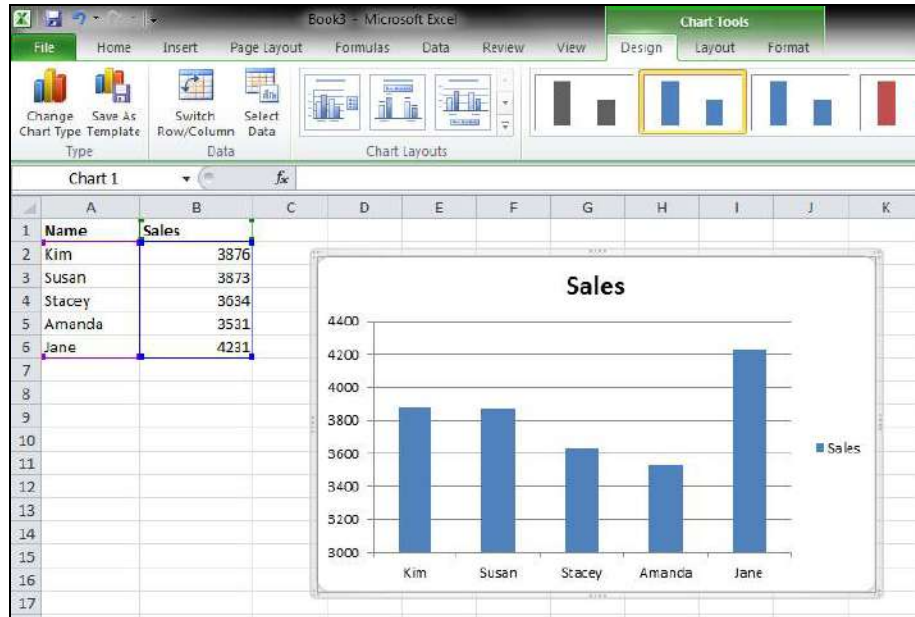 Book3 - Microsoft Excel
Chart Tools
File Home Insert Page Layout Formulas Data Review View Design Layout Format
Change Chart Type
Save As Template
Switch Row/Column
Select Data
Type Data Chart Layouts
Chart 1 fx
A B C D E F G H I J K
1 Name Sales
2 Kim 3876
3 Susan 3873
4 Stacey 3634
5 Amanda 3531
6 Jane 4231
7
8
9
10
11
12
13
14
15
16
17
Sales
4400
4200
4000
3800
3600
3400
3200
3000
Kim Susan Stacey Amanda Jane
Sales